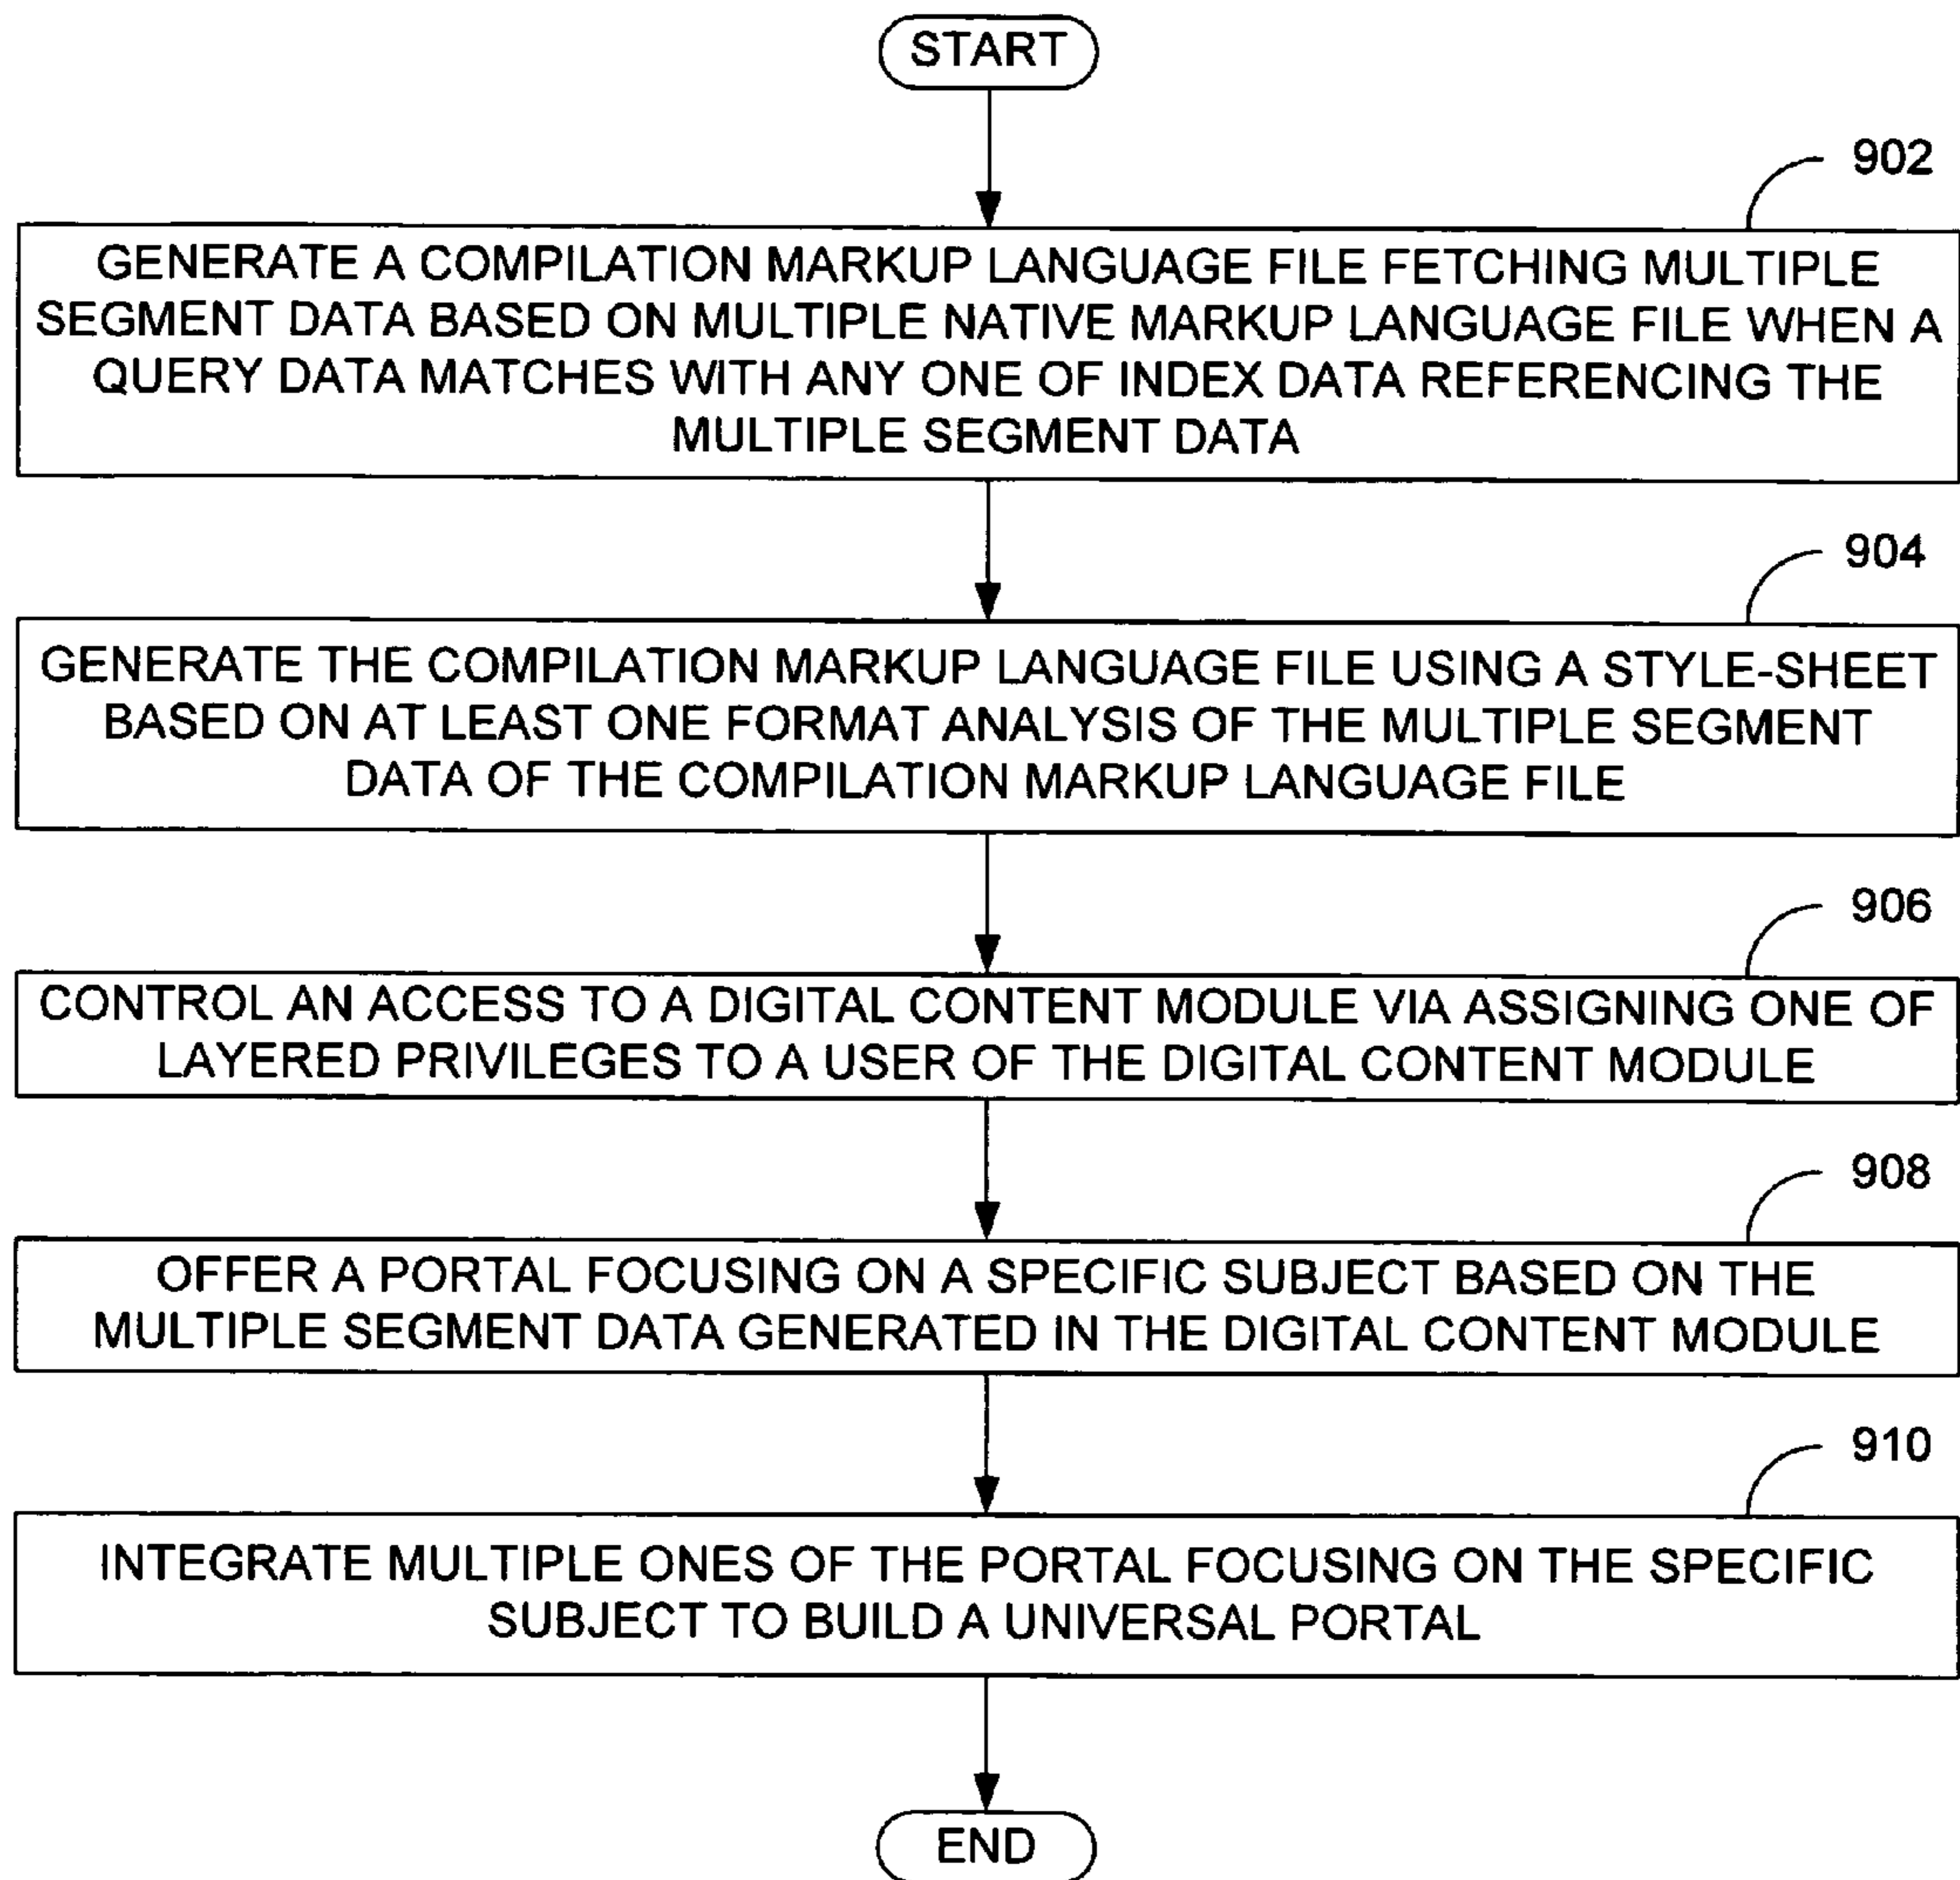 START
902
GENERATE A COMPILATION MARKUP LANGUAGE FILE FETCHING MULTIPLE
SEGMENT DATA BASED ON MULTIPLE NATIVE MARKUP LANGUAGE FILE WHEN A
QUERY DATA MATCHES WITH ANY ONE OF INDEX DATA REFERENCING THE
MULTIPLE SEGMENT DATA
904
GENERATE THE COMPILATION MARKUP LANGUAGE FILE USING A STYLE-SHEET
BASED ON AT LEAST ONE FORMAT ANALYSIS OF THE MULTIPLE SEGMENT
DATA OF THE COMPILATION MARKUP LANGUAGE FILE
906
CONTROL AN ACCESS TO A DIGITAL CONTENT MODULE VIA ASSIGNING ONE OF
LAYERED PRIVILEGES TO A USER OF THE DIGITAL CONTENT MODULE
908
OFFER A PORTAL FOCUSING ON A SPECIFIC SUBJECT BASED ON THE
MULTIPLE SEGMENT DATA GENERATED IN THE DIGITAL CONTENT MODULE
910
INTEGRATE MULTIPLE ONES OF THE PORTAL FOCUSING ON THE SPECIFIC
SUBJECT TO BUILD A UNIVERSAL PORTAL
END